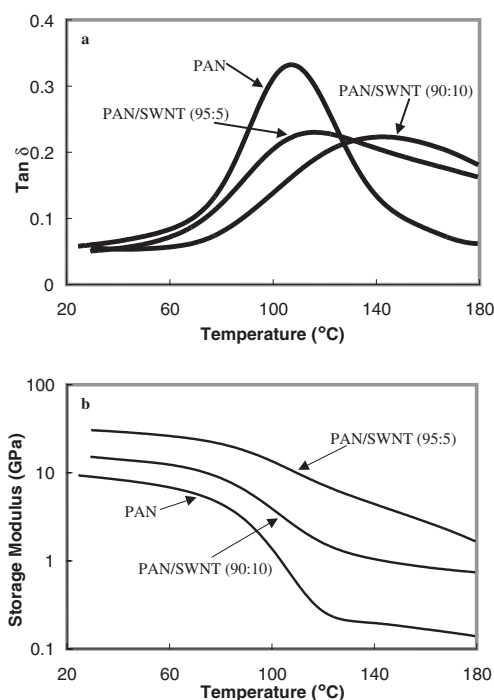 0.4
a
PAN
0.3
PAN/SWNT (90:10)
PAN/SWNT (95:5)
Tan δ
0.2
0.1
0
20 60 100 140 180
Temperature (°C)
100
b
PAN/SWNT (95:5)
Storage Modulus (GPa)
10
PAN
1
PAN/SWNT (90:10)
0.1
20 60 100 140 180
Temperature (°C)